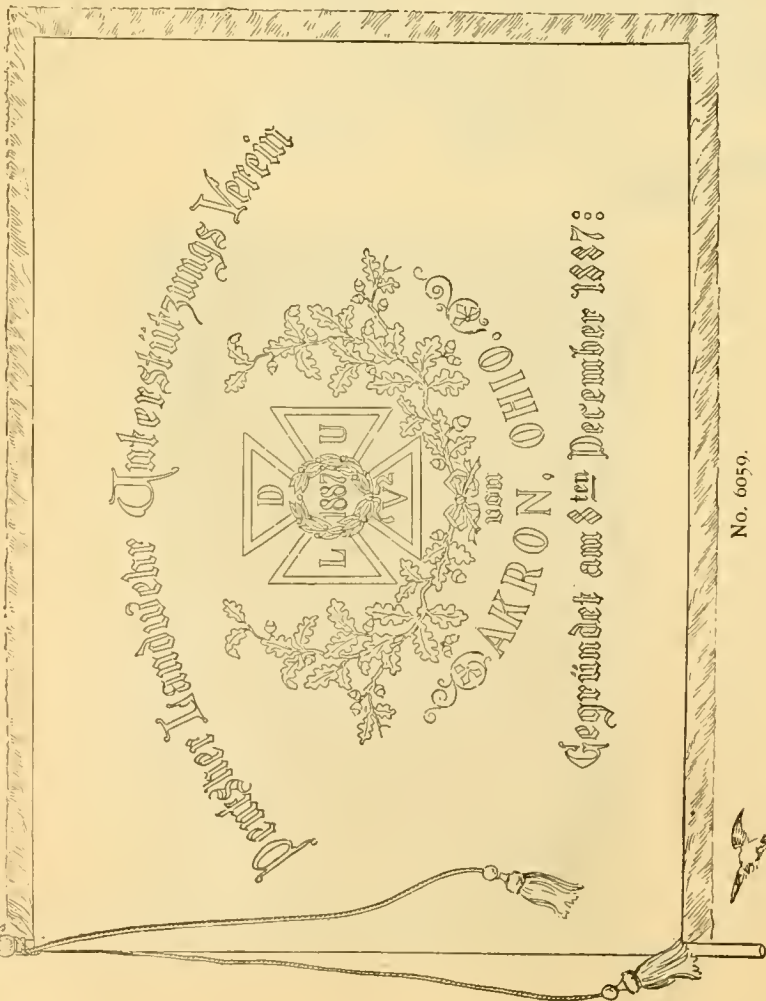 Deutscher Landwehr Unterstützungs Verein
D
L 1887 U
V
von
AKRON, OHIO.
Gegründet am 8ten December 1887:
No. 6059.